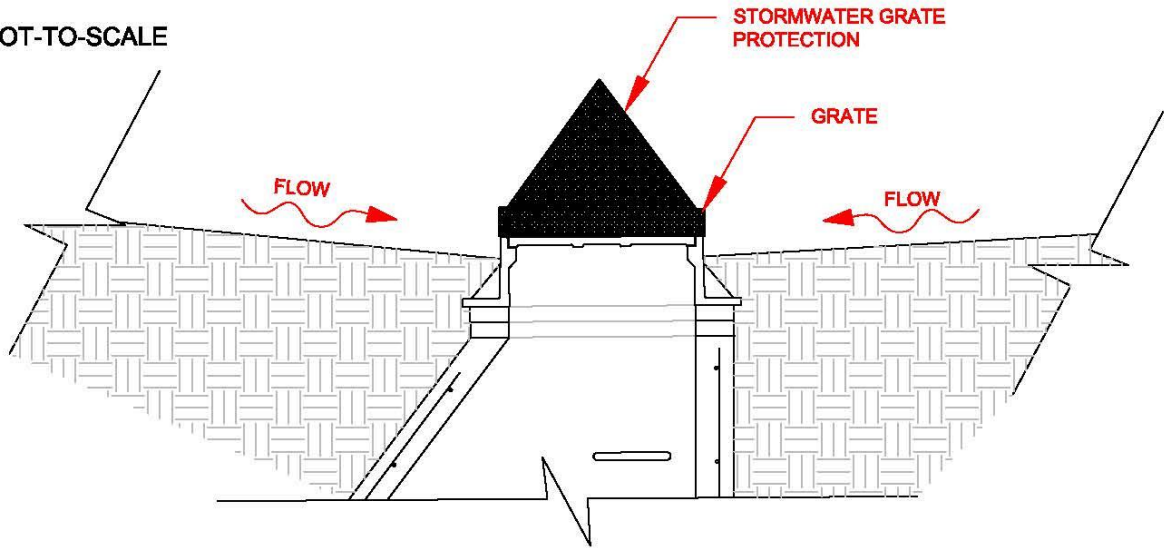 OT-TO-SCALE
STORMWATER GRATE
PROTECTION
GRATE
FLOW
FLOW